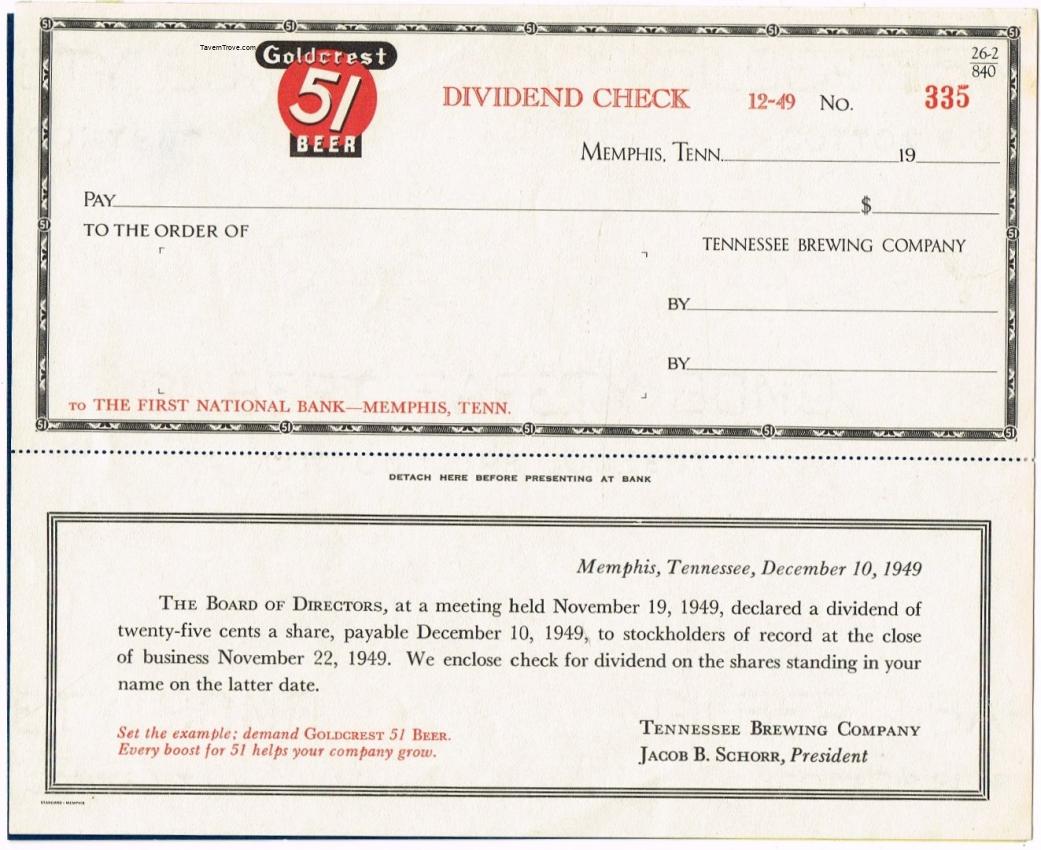 TavernTrove.com
Goldcrest
51
BEER
26-2
840
DIVIDEND CHECK 12-49 No. 335
MEMPHIS, TENN. 19
PAY $
TO THE ORDER OF
TENNESSEE BREWING COMPANY
BY
BY
TO THE FIRST NATIONAL BANK—MEMPHIS, TENN.
DETACH HERE BEFORE PRESENTING AT BANK
Memphis, Tennessee, December 10, 1949
THE BOARD OF DIRECTORS, at a meeting held November 19, 1949, declared a dividend of
twenty-five cents a share, payable December 10, 1949, to stockholders of record at the close
of business November 22, 1949. We enclose check for dividend on the shares standing in your
name on the latter date.
Set the example; demand GOLDCREST 51 BEER.
Every boost for 51 helps your company grow.
TENNESSEE BREWING COMPANY
JACOB B. SCHORR, President
STANDARD - MEMPHIS